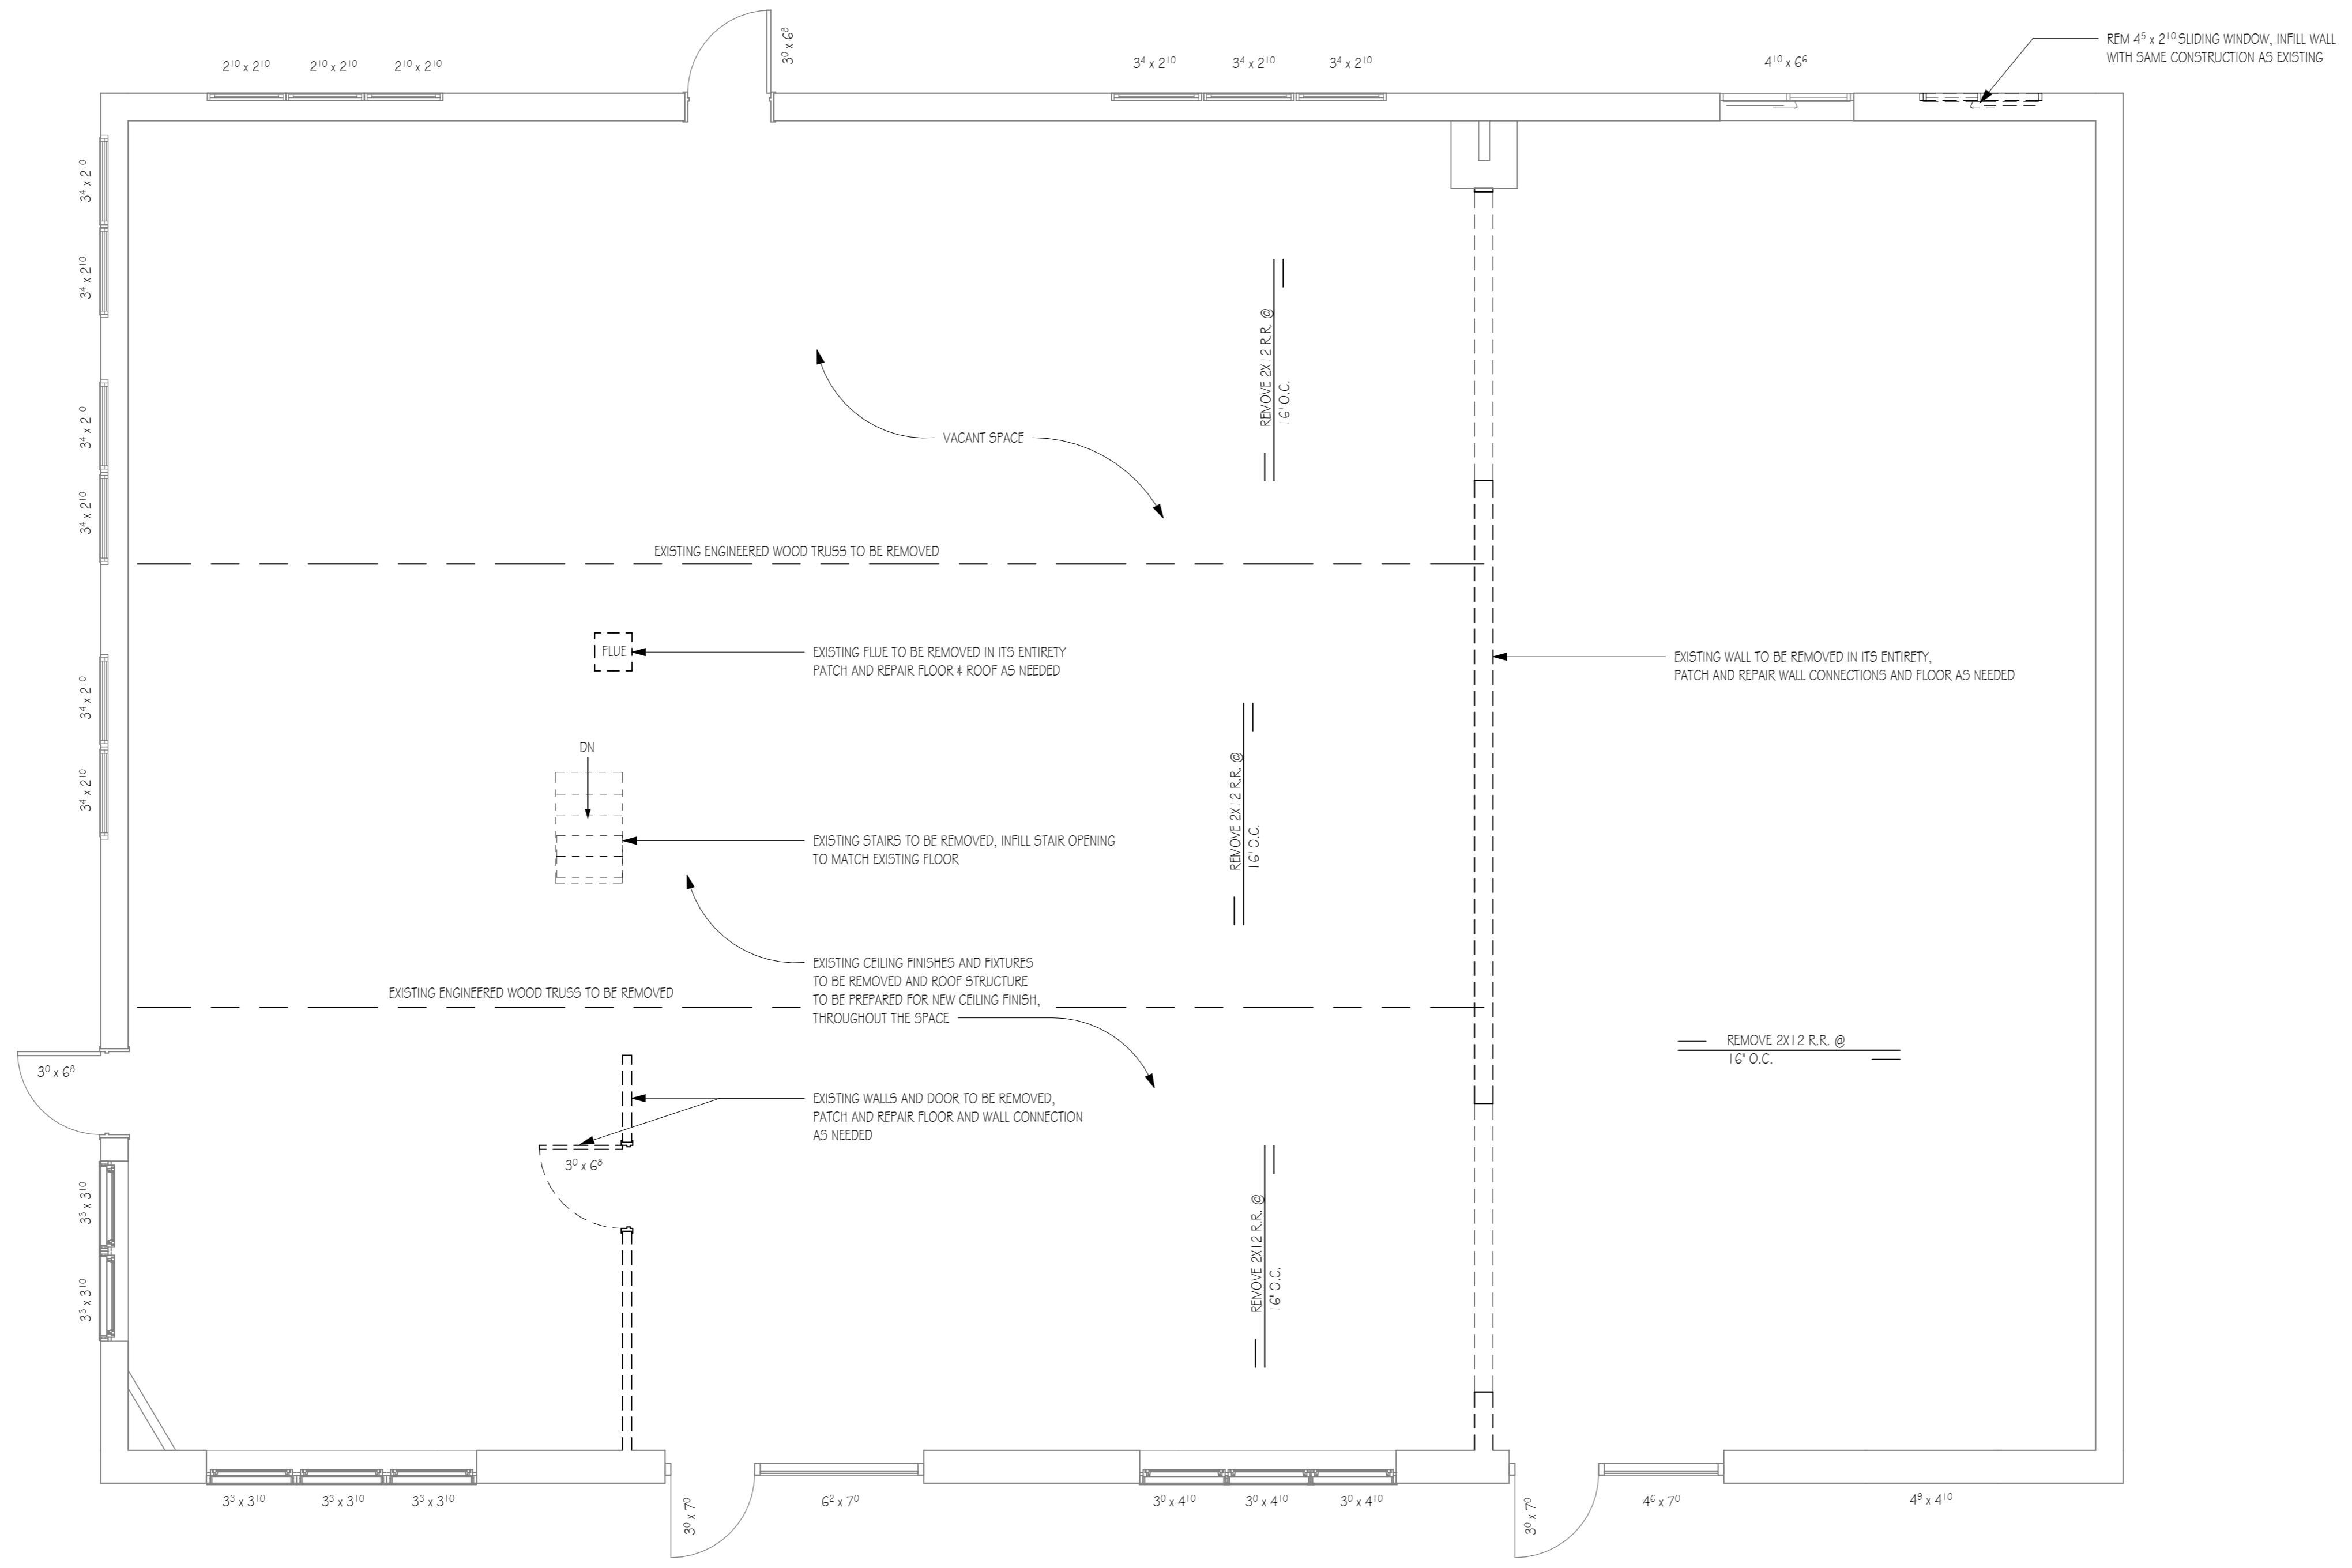 REM 4⁵ x 2¹⁰ SLIDING WINDOW, INFILL WALL
WITH SAME CONSTRUCTION AS EXISTING
2¹⁰ x 2¹⁰
2¹⁰ x 2¹⁰
2¹⁰ x 2¹⁰
3⁰ x 6⁸
3⁴ x 2¹⁰
3⁴ x 2¹⁰
3⁴ x 2¹⁰
4¹⁰ x 6⁶
3⁴ x 2¹⁰
3⁴ x 2¹⁰
3⁴ x 2¹⁰
3⁴ x 2¹⁰
3⁴ x 2¹⁰
3⁴ x 2¹⁰
REMOVE 2X12 R.R. @
16" O.C.
VACANT SPACE
EXISTING ENGINEERED WOOD TRUSS TO BE REMOVED
FLUE
EXISTING FLUE TO BE REMOVED IN ITS ENTIRETY
PATCH AND REPAIR FLOOR & ROOF AS NEEDED
EXISTING WALL TO BE REMOVED IN ITS ENTIRETY,
PATCH AND REPAIR WALL CONNECTIONS AND FLOOR AS NEEDED
DN
REMOVE 2X12 R.R. @
16" O.C.
EXISTING STAIRS TO BE REMOVED, INFILL STAIR OPENING
TO MATCH EXISTING FLOOR
EXISTING CEILING FINISHES AND FIXTURES
TO BE REMOVED AND ROOF STRUCTURE
TO BE PREPARED FOR NEW CEILING FINISH,
THROUGHOUT THE SPACE
EXISTING ENGINEERED WOOD TRUSS TO BE REMOVED
REMOVE 2X12 R.R. @
16" O.C.
3⁰ x 6⁸
EXISTING WALLS AND DOOR TO BE REMOVED,
PATCH AND REPAIR FLOOR AND WALL CONNECTION
AS NEEDED
3⁰ x 6⁸
3³ x 3¹⁰
3³ x 3¹⁰
REMOVE 2X12 R.R. @
16" O.C.
3³ x 3¹⁰
3³ x 3¹⁰
3³ x 3¹⁰
3⁰ x 7⁰
6² x 7⁰
3⁰ x 4¹⁰
3⁰ x 4¹⁰
3⁰ x 4¹⁰
3⁰ x 7⁰
4⁶ x 7⁰
4⁹ x 4¹⁰